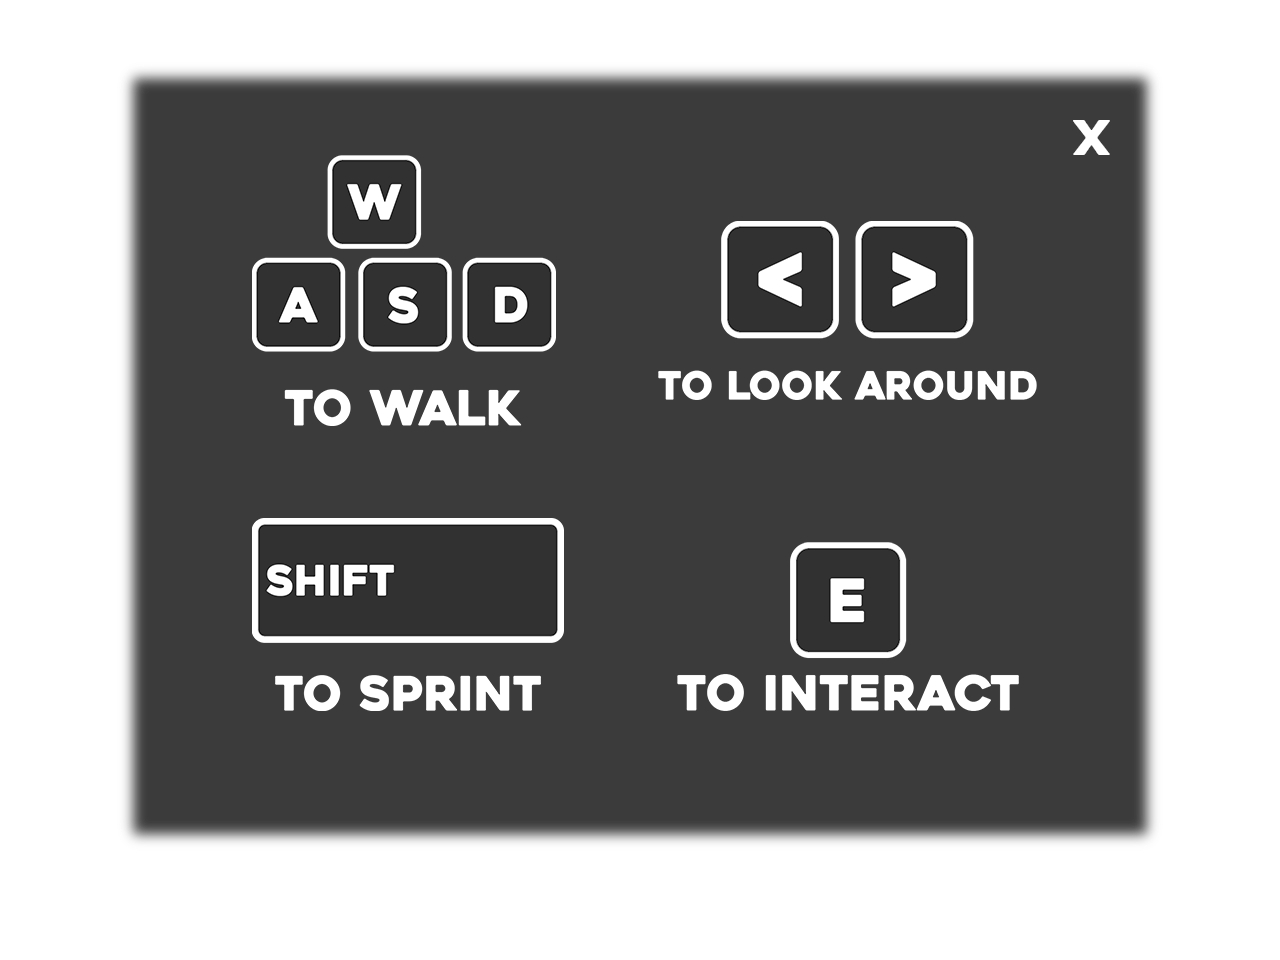 X
W
A S D
TO WALK
< >
TO LOOK AROUND
SHIFT
TO SPRINT
E
TO INTERACT